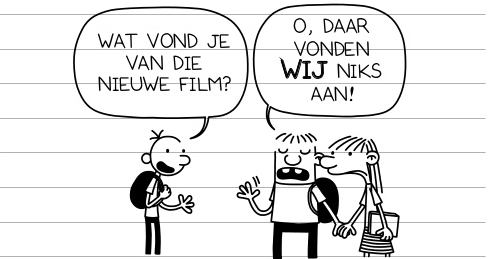 WAT VOND JE
VAN DIE
NIEUWE FILM?
O, DAAR
VONDEN
WIJ NIKS
AAN!